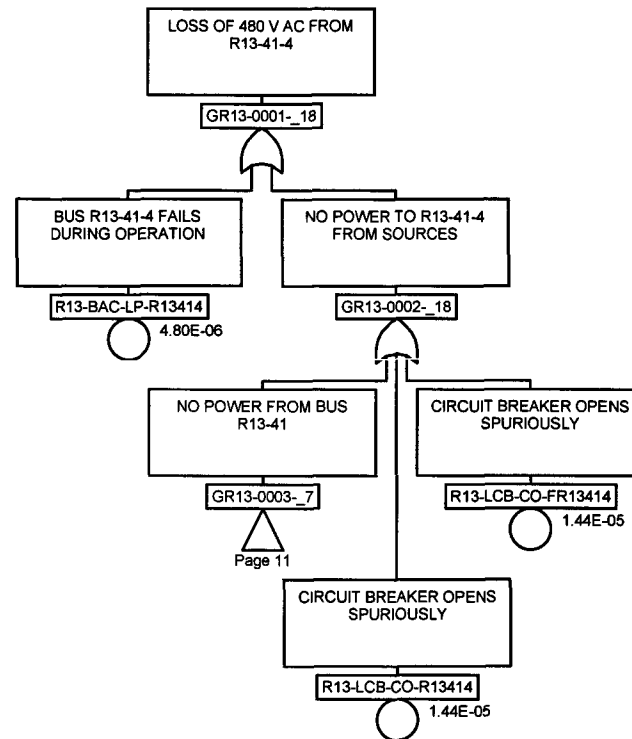 LOSS OF 480 V AC FROM
R13-41-4
GR13-0001-_18
BUS R13-41-4 FAILS
DURING OPERATION
R13-BAC-LP-R13414
4.80E-06
NO POWER TO R13-41-4
FROM SOURCES
GR13-0002-_18
NO POWER FROM BUS
R13-41
GR13-0003-_7
Page 11
CIRCUIT BREAKER OPENS
SPURIOUSLY
R13-LCB-CO-FR13414
1.44E-05
CIRCUIT BREAKER OPENS
SPURIOUSLY
R13-LCB-CO-R13414
1.44E-05